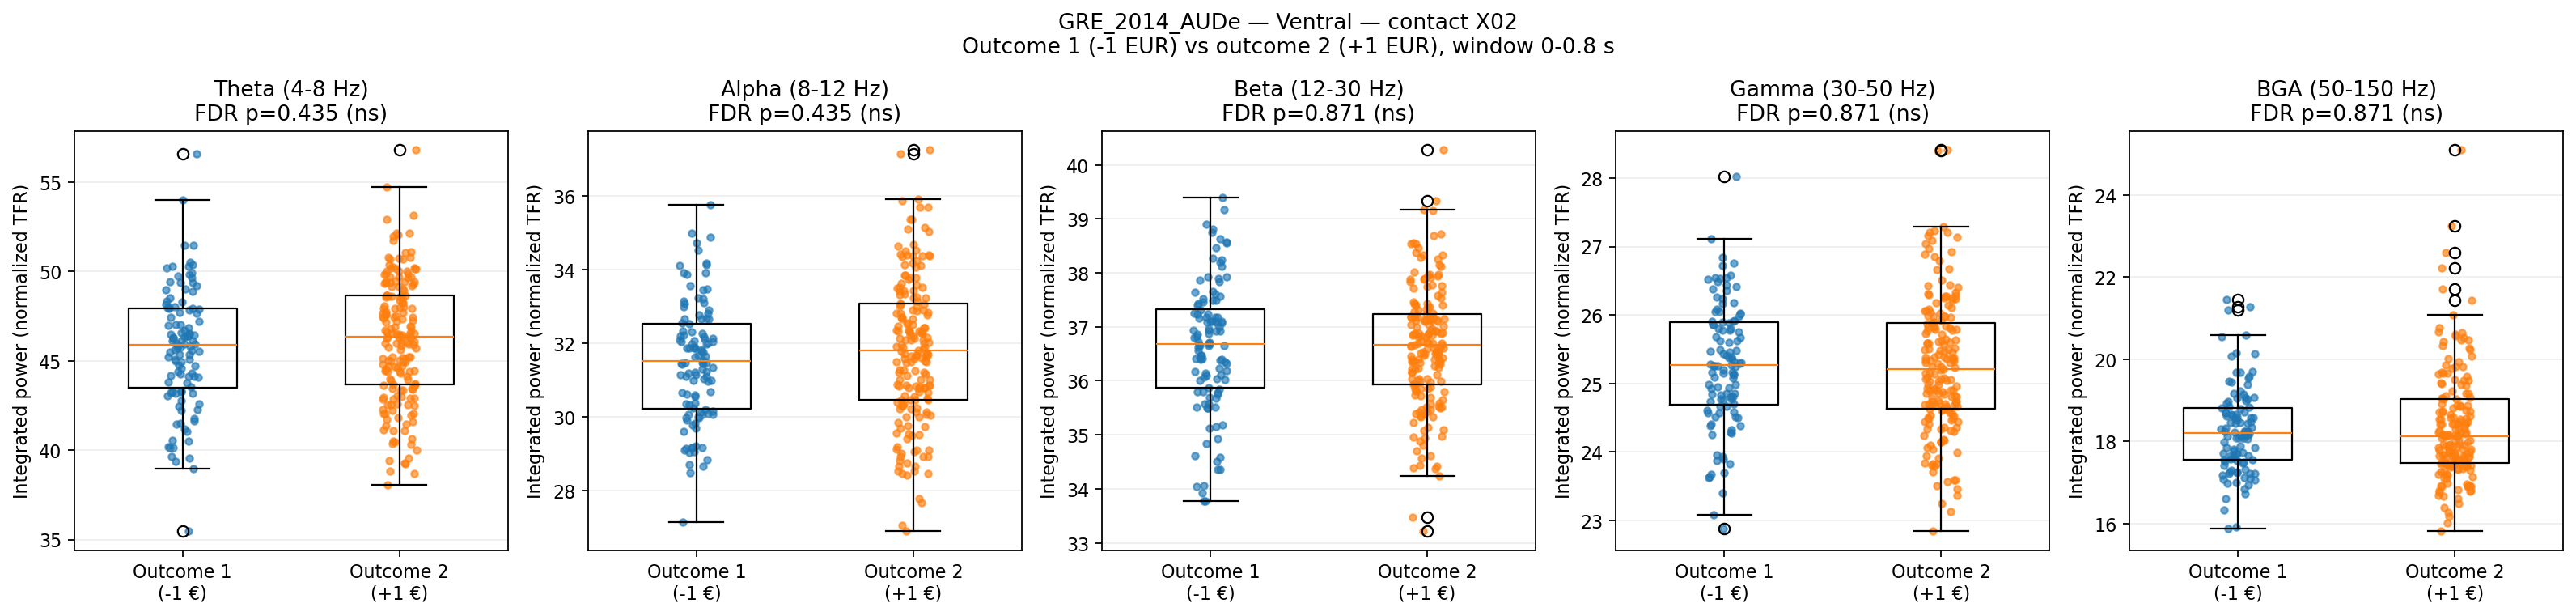 GRE_2014_AUDe — Ventral — contact X02
Outcome 1 (-1 EUR) vs outcome 2 (+1 EUR), window 0-0.8 s
Theta (4-8 Hz)
FDR p=0.435 (ns)
Integrated power (normalized TFR)
55
50
45
40
35
Outcome 1
(-1 €)
Outcome 2
(+1 €)
Alpha (8-12 Hz)
FDR p=0.435 (ns)
Integrated power (normalized TFR)
36
34
32
30
28
Outcome 1
(-1 €)
Outcome 2
(+1 €)
Beta (12-30 Hz)
FDR p=0.871 (ns)
Integrated power (normalized TFR)
40
39
38
37
36
35
34
33
Outcome 1
(-1 €)
Outcome 2
(+1 €)
Gamma (30-50 Hz)
FDR p=0.871 (ns)
Integrated power (normalized TFR)
28
27
26
25
24
23
Outcome 1
(-1 €)
Outcome 2
(+1 €)
BGA (50-150 Hz)
FDR p=0.871 (ns)
Integrated power (normalized TFR)
24
22
20
18
16
Outcome 1
(-1 €)
Outcome 2
(+1 €)